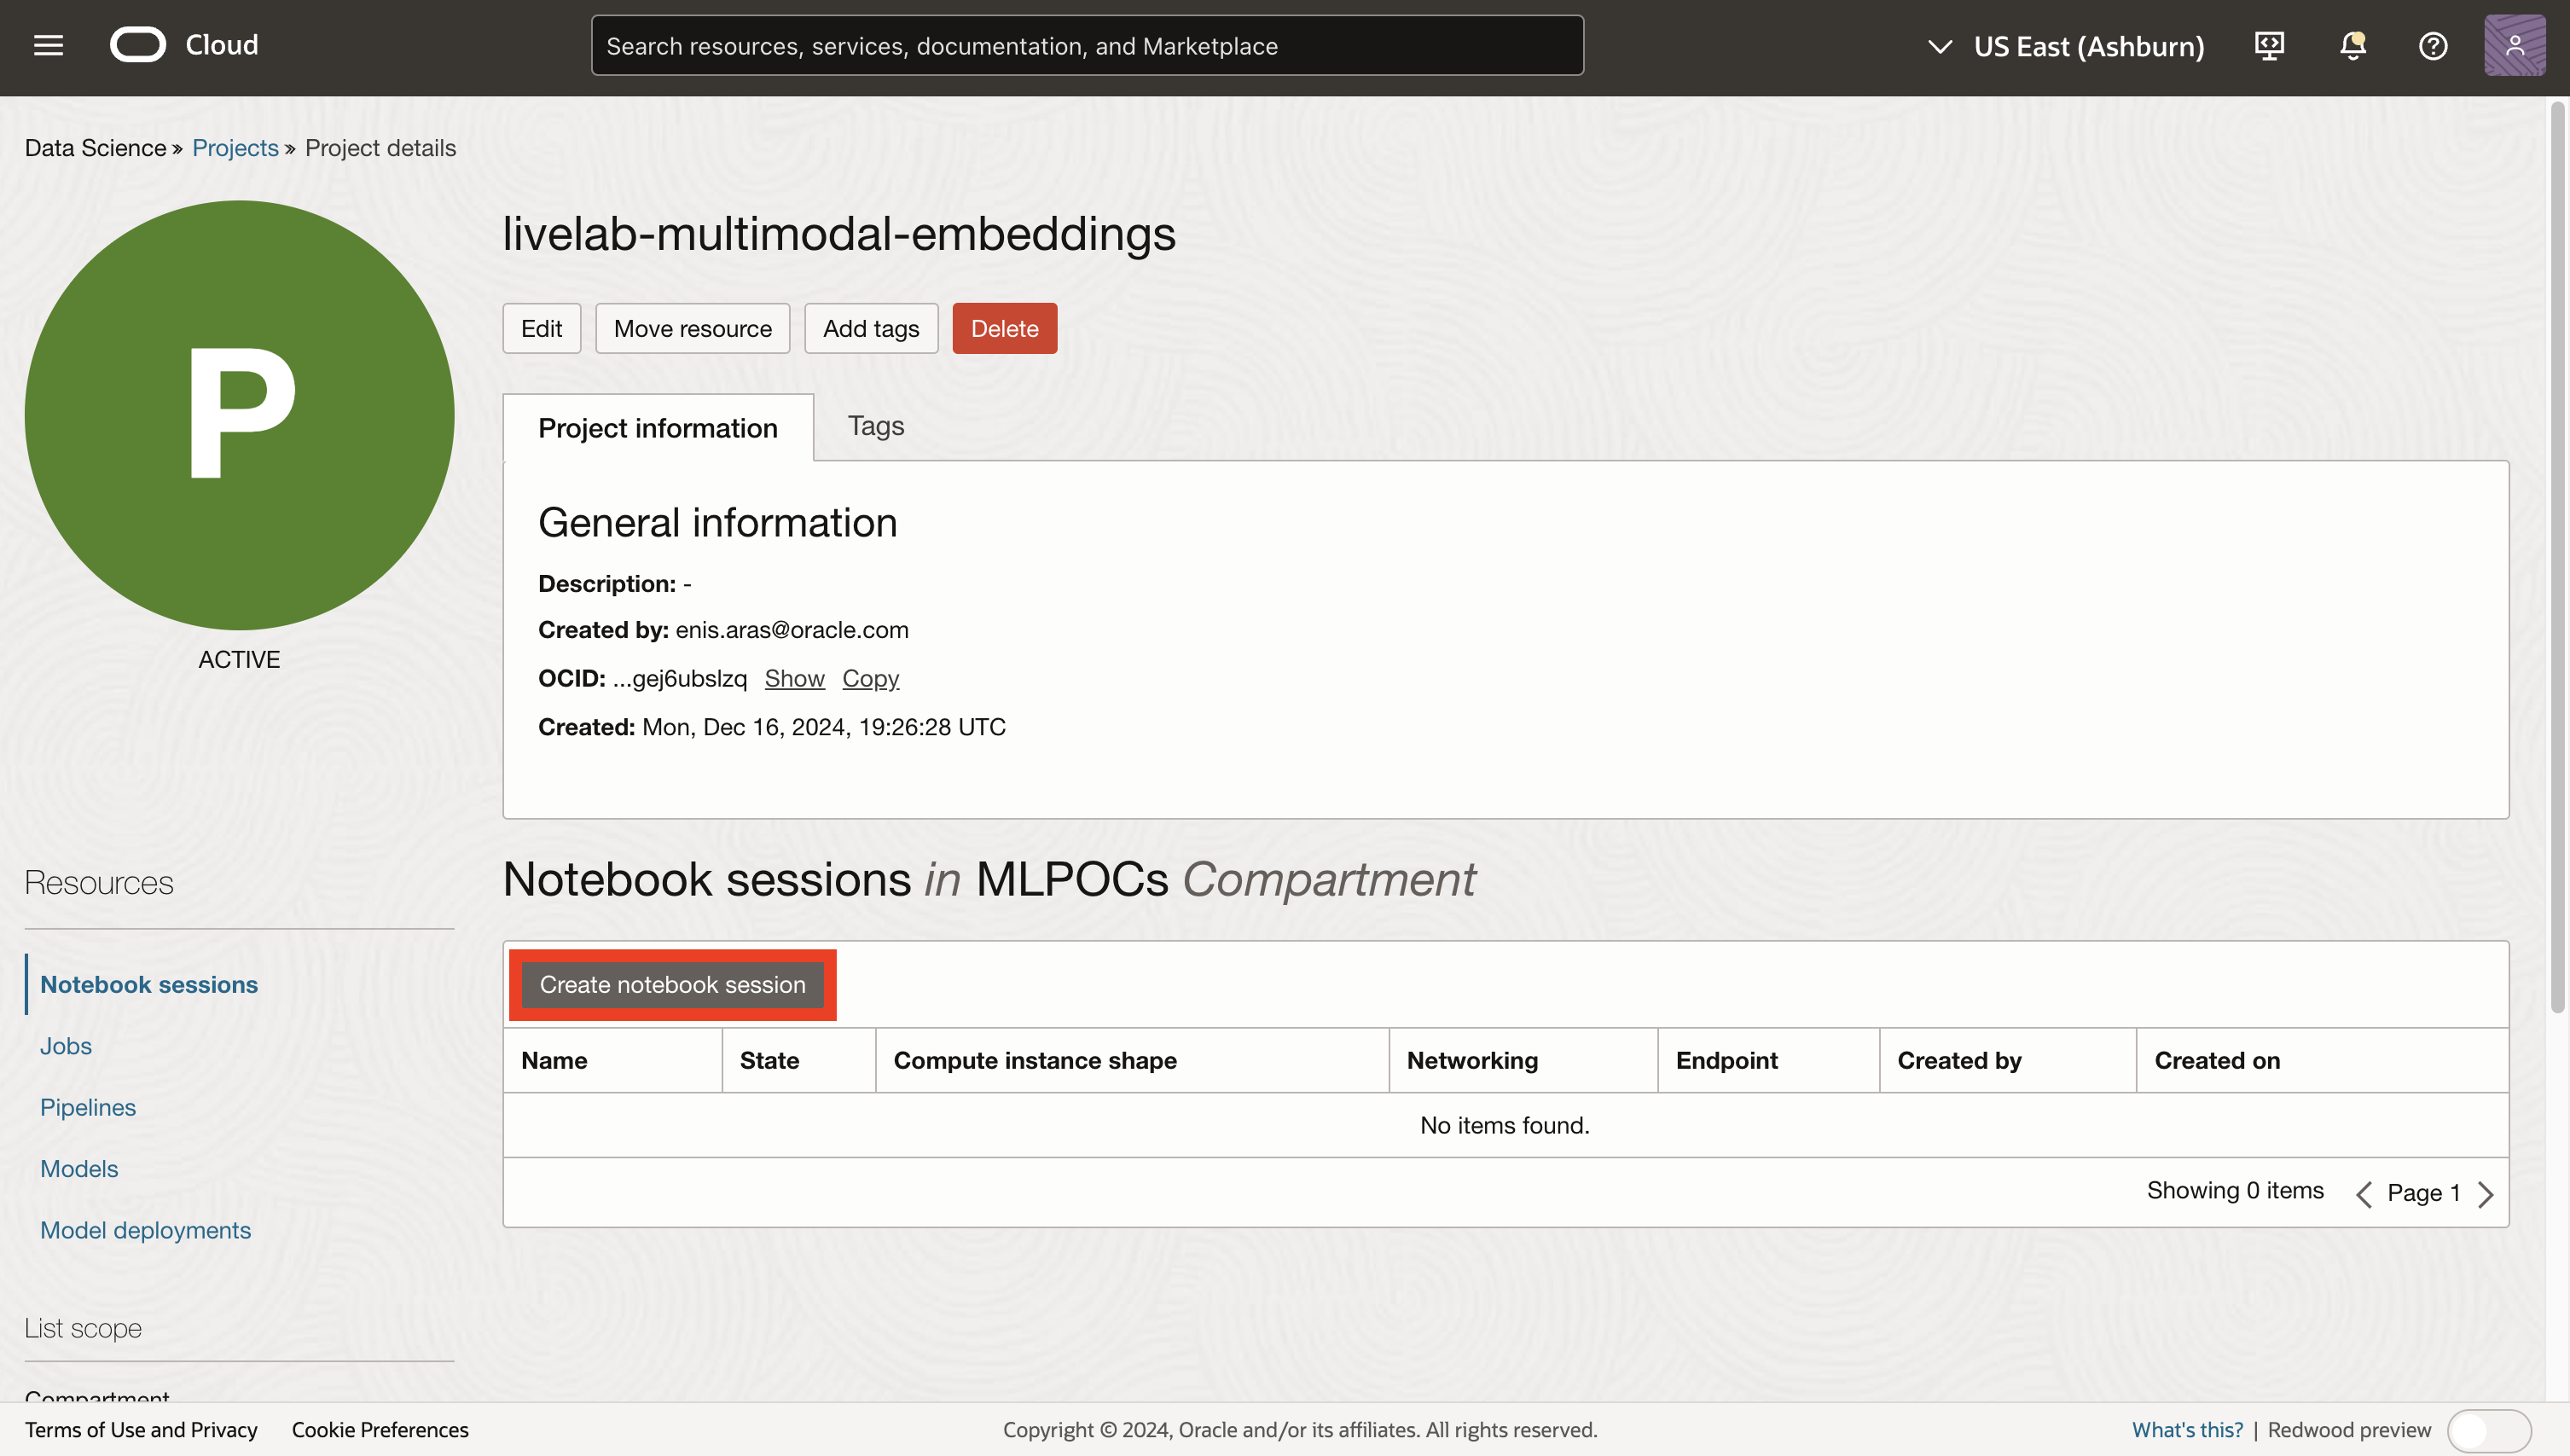 Cloud
Search resources, services, documentation, and Marketplace
US East (Ashburn)
Data Science » Projects » Project details
P
ACTIVE
livelab-multimodal-embeddings
Edit Move resource Add tags Delete
Project information Tags
General information
Description: -
Created by: enis.aras@oracle.com
OCID: ...gej6ubslzq Show Copy
Created: Mon, Dec 16, 2024, 19:26:28 UTC
Resources
Notebook sessions
Jobs
Pipelines
Models
Model deployments
List scope
Compartment
Notebook sessions in MLPOCs Compartment
Create notebook session
Name State Compute instance shape Networking Endpoint Created by Created on
No items found.
Showing 0 items Page 1
Terms of Use and Privacy Cookie Preferences
Copyright © 2024, Oracle and/or its affiliates. All rights reserved.
What's this? | Redwood preview